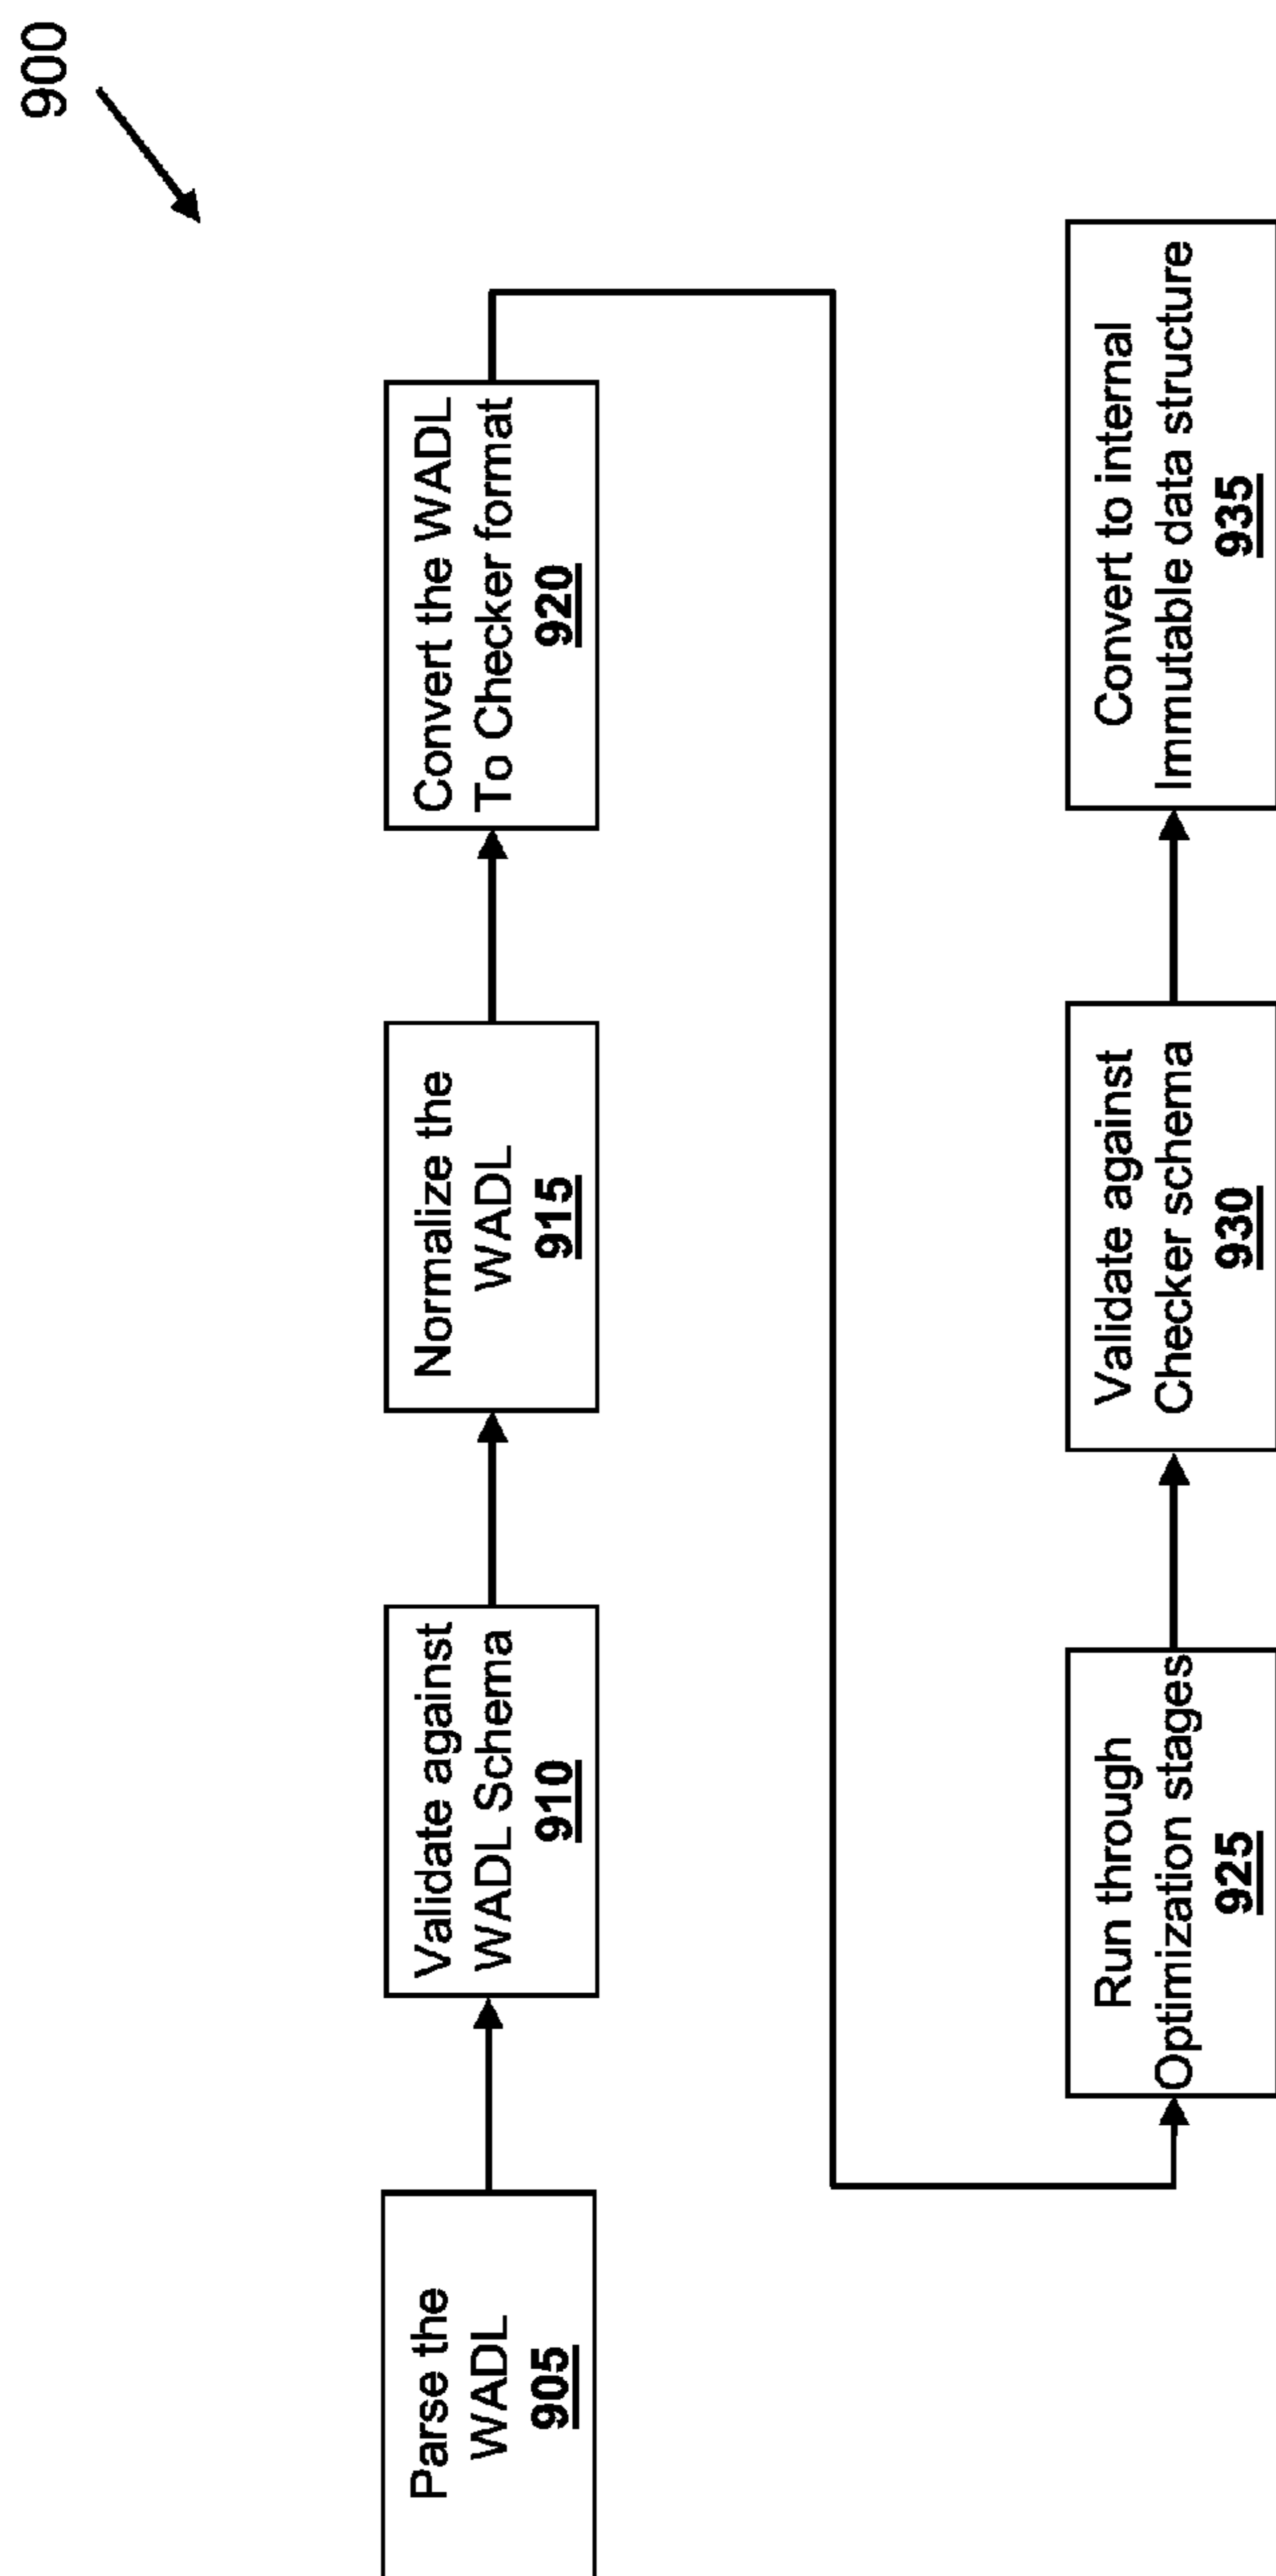 900
Parse the
WADL
905
Validate against
WADL Schema
910
Normalize the
WADL
915
Convert the WADL
To Checker format
920
Run through
Optimization stages
925
Validate against
Checker schema
930
Convert to internal
Immutable data structure
935